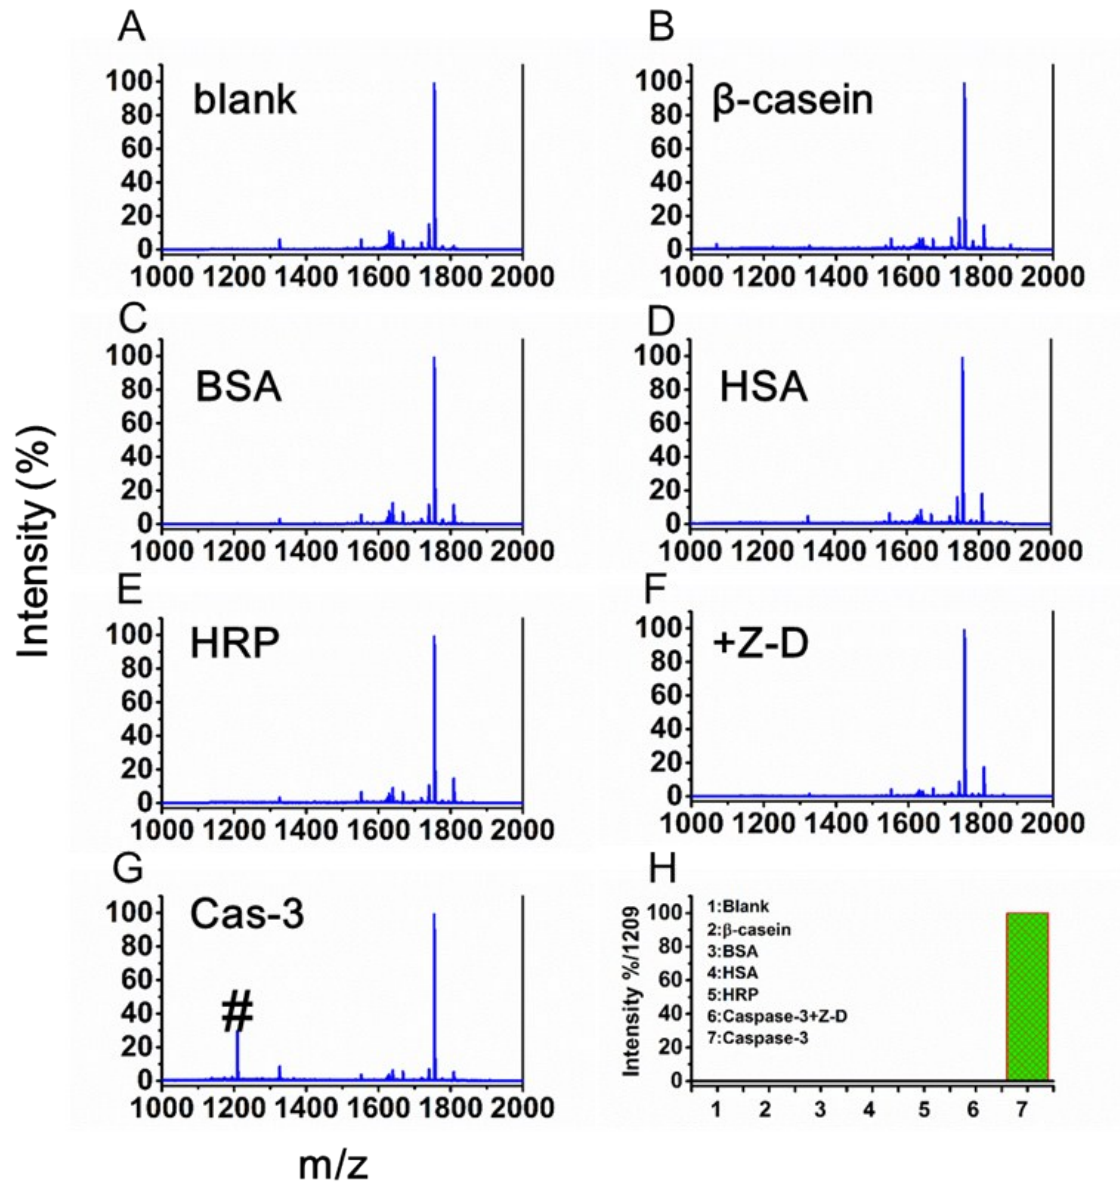 A
blank
100
80
60
40
20
0
1000 1200 1400 1600 1800 2000
B
β-casein
100
80
60
40
20
0
1000 1200 1400 1600 1800 2000
C
BSA
100
80
60
40
20
0
1000 1200 1400 1600 1800 2000
D
HSA
100
80
60
40
20
0
1000 1200 1400 1600 1800 2000
Intensity (%)
E
HRP
100
80
60
40
20
0
1000 1200 1400 1600 1800 2000
F
+Z-D
100
80
60
40
20
0
1000 1200 1400 1600 1800 2000
G
Cas-3
#
100
80
60
40
20
0
1000 1200 1400 1600 1800 2000
H
Intensity %/1209
100
80
60
40
20
0
1:Blank
2:β-casein
3:BSA
4:HSA
5:HRP
6:Caspase-3+Z-D
7:Caspase-3
1 2 3 4 5 6 7
m/z